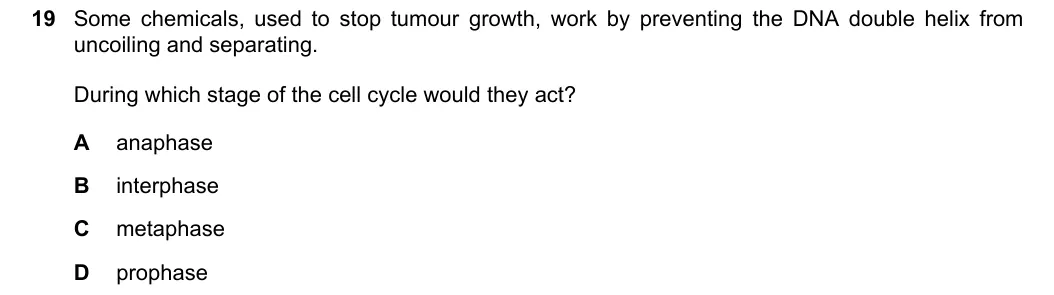 19 Some chemicals, used to stop tumour growth, work by preventing the DNA double helix from
uncoiling and separating.
During which stage of the cell cycle would they act?
A anaphase
B interphase
C metaphase
D prophase